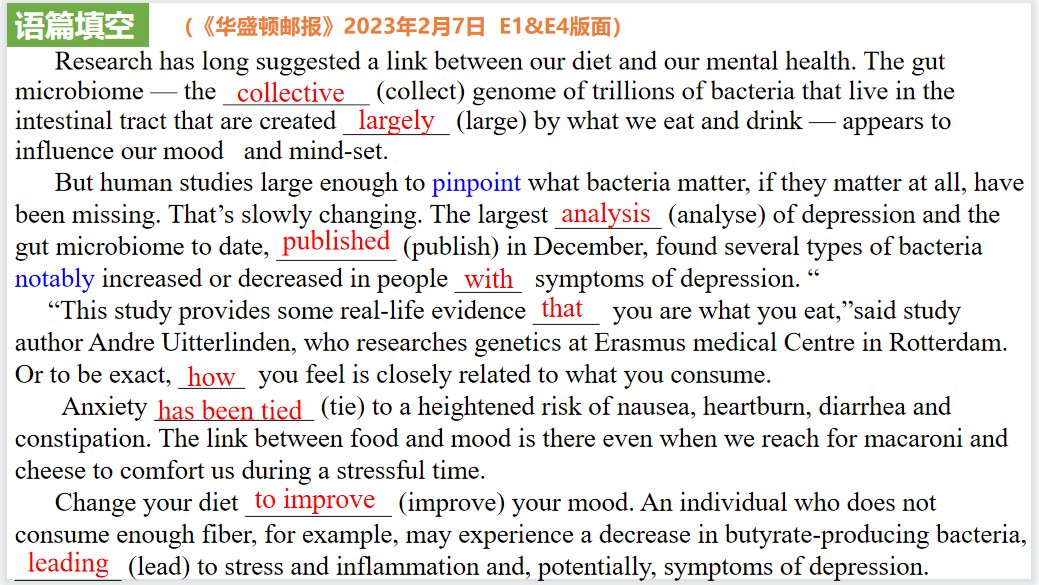 语篇填空 (《华盛顿邮报》2023年2月7日 E1&E4版面)
Research has long suggested a link between our diet and our mental health. The gut
microbiome — the collective (collect) genome of trillions of bacteria that live in the
intestinal tract that are created largely (large) by what we eat and drink — appears to
influence our mood and mind-set.
But human studies large enough to pinpoint what bacteria matter, if they matter at all, have
been missing. That’s slowly changing. The largest analysis (analyse) of depression and the
gut microbiome to date, published (publish) in December, found several types of bacteria
notably increased or decreased in people with symptoms of depression. “
“This study provides some real-life evidence that you are what you eat,”said study
author Andre Uitterlinden, who researches genetics at Erasmus medical Centre in Rotterdam.
Or to be exact, how you feel is closely related to what you consume.
Anxiety has been tied (tie) to a heightened risk of nausea, heartburn, diarrhea and
constipation. The link between food and mood is there even when we reach for macaroni and
cheese to comfort us during a stressful time.
Change your diet to improve (improve) your mood. An individual who does not
consume enough fiber, for example, may experience a decrease in butyrate-producing bacteria,
leading (lead) to stress and inflammation and, potentially, symptoms of depression.